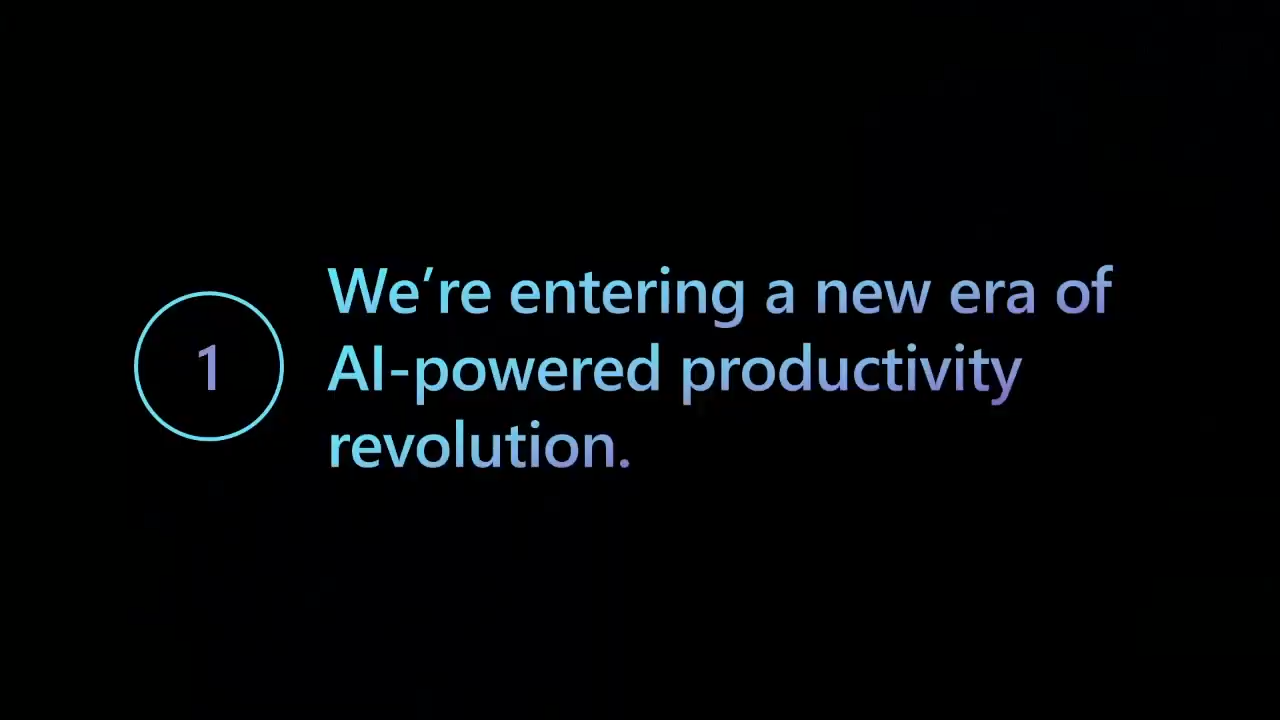 1
We’re entering a new era of
AI-powered productivity
revolution.